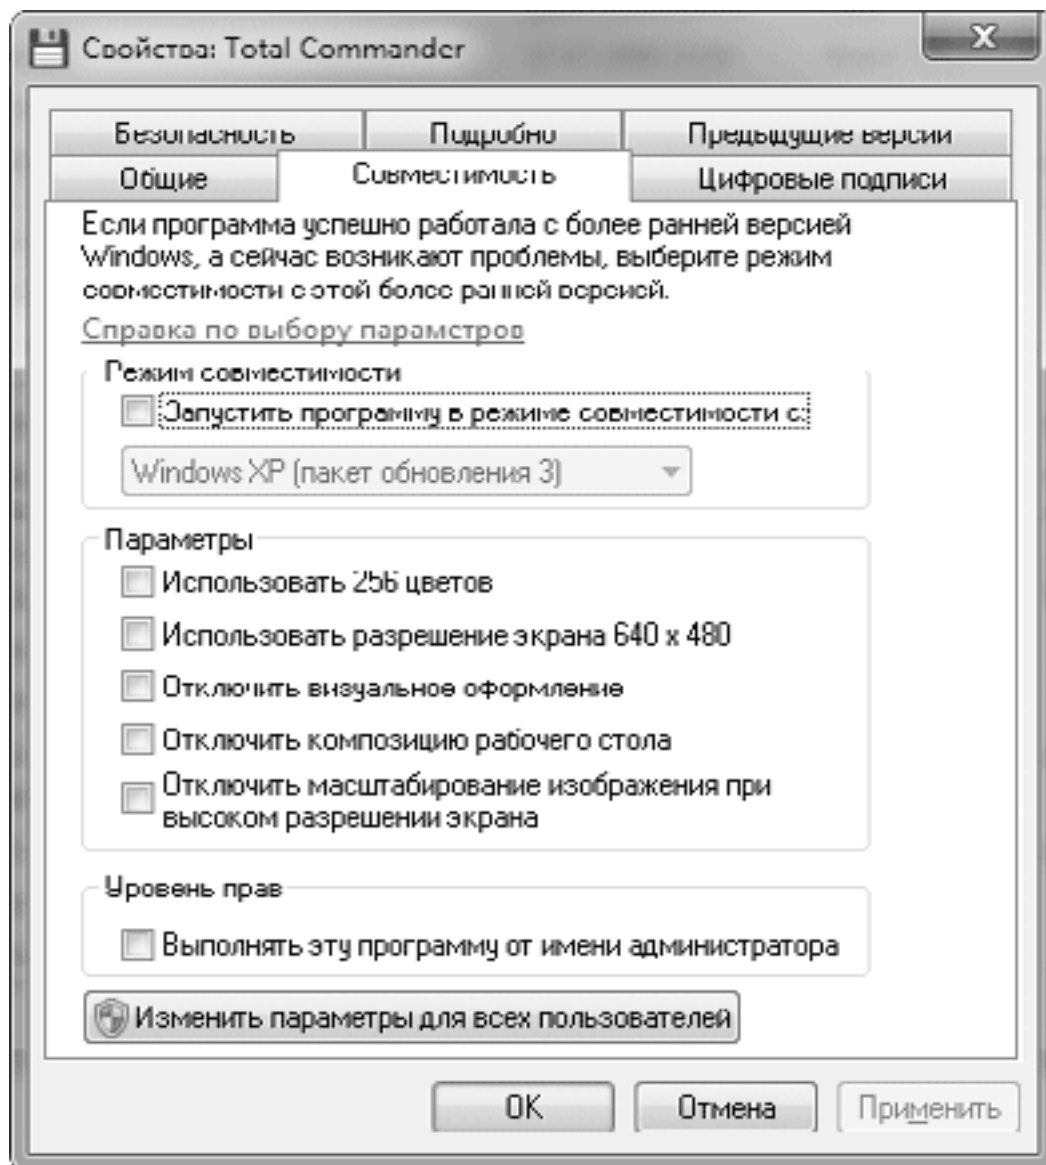 Свойства: Total Commander
Безопасность Подробно Предыдущие версии
Общие Совместимость Цифровые подписи
Если программа успешно работала с более ранней версией
Windows, а сейчас возникают проблемы, выберите режим
совместимости с этой более ранней версией.
Справка по выбору параметров
Режим совместимости
Запустить программу в режиме совместимости с:
Windows XP (пакет обновления 3)
Параметры
Использовать 256 цветов
Использовать разрешение экрана 640 x 480
Отключить визуальное оформление
Отключить композицию рабочего стола
Отключить масштабирование изображения при
высоком разрешении экрана
Уровень прав
Выполнять эту программу от имени администратора
Изменить параметры для всех пользователей
OK Отмена Применить